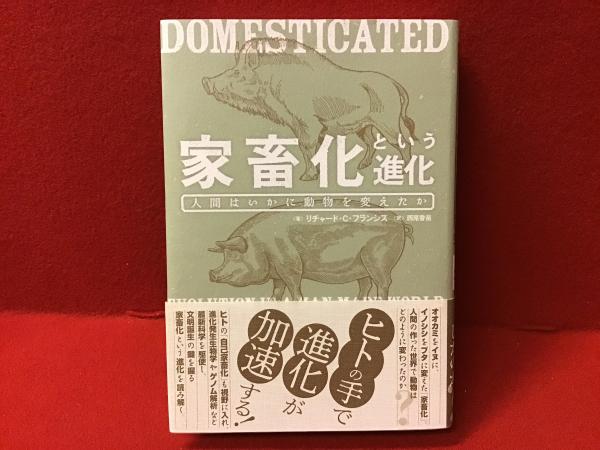 DOMESTICATED
家畜化という進化
人間はいかに動物を変えたか
(著) リチャード・C・フランシス (訳) 西尾香苗
EVOLUTION IN A MAN-MADE WORLD
オオカミをイヌに、
イノシシをブタに変えた「家畜化」
人間の作った世界で動物は
どのように変わったのか?
ヒトの手で
進化が
加速する!
ヒトの「自己家畜化」も視野に入れ、
進化発生生物学やゲノム解析など
最新科学を駆使し、
文明誕生の鍵を握る
家畜化という進化を読み解く